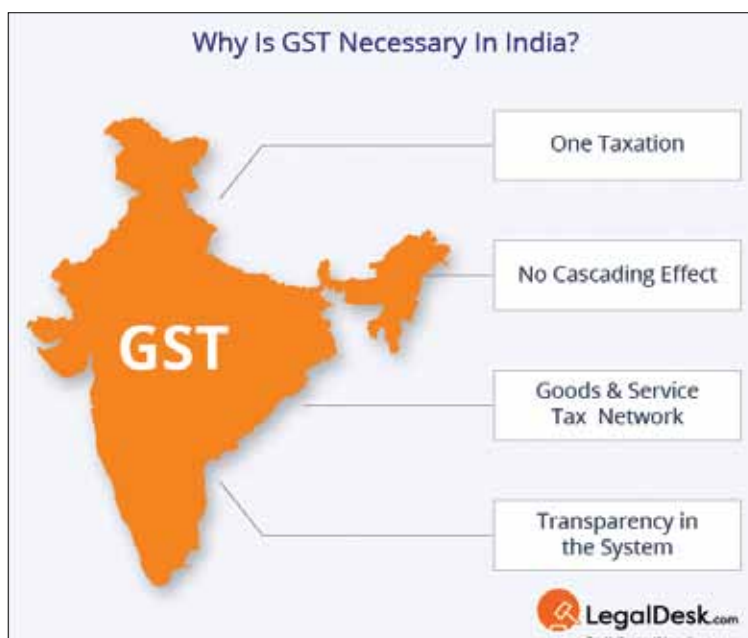 Why Is GST Necessary In India?
One Taxation
No Cascading Effect
GST
Goods & Service
Tax Network
Transparency in
the System
LegalDesk.com